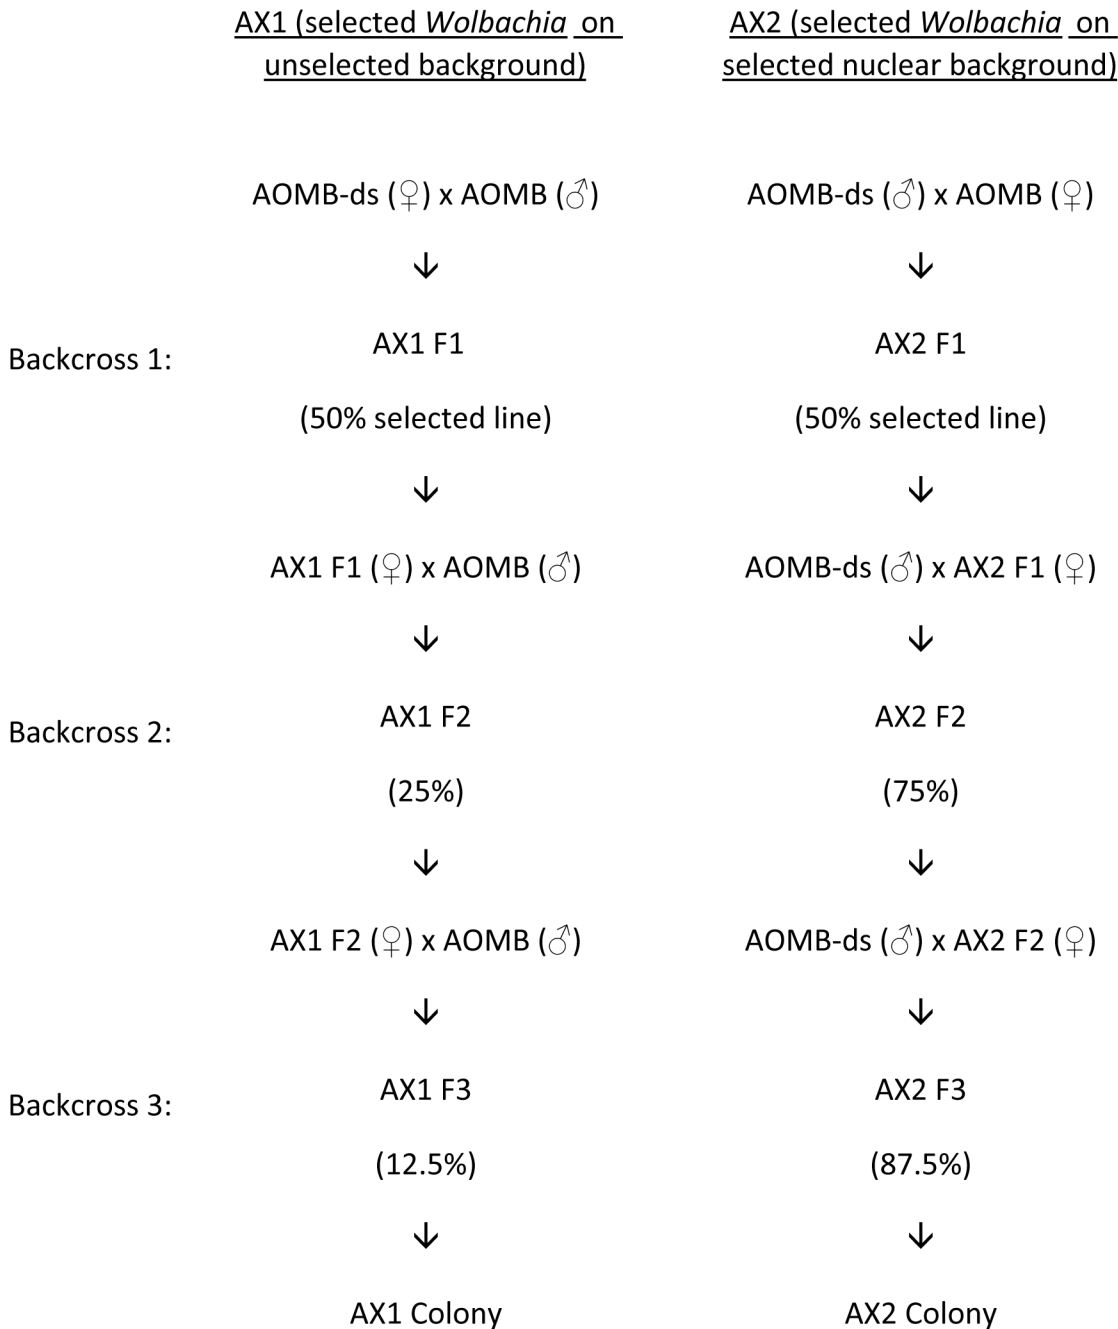 AX1 (selected Wolbachia on
unselected background)
AX2 (selected Wolbachia on
selected nuclear background)
AOMB-ds (♀) x AOMB (♂)
AOMB-ds (♂) x AOMB (♀)
↓
↓
Backcross 1:
AX1 F1
AX2 F1
(50% selected line)
(50% selected line)
↓
↓
AX1 F1 (♀) x AOMB (♂)
AOMB-ds (♂) x AX2 F1 (♀)
↓
↓
Backcross 2:
AX1 F2
AX2 F2
(25%)
(75%)
↓
↓
AX1 F2 (♀) x AOMB (♂)
AOMB-ds (♂) x AX2 F2 (♀)
↓
↓
Backcross 3:
AX1 F3
AX2 F3
(12.5%)
(87.5%)
↓
↓
AX1 Colony
AX2 Colony